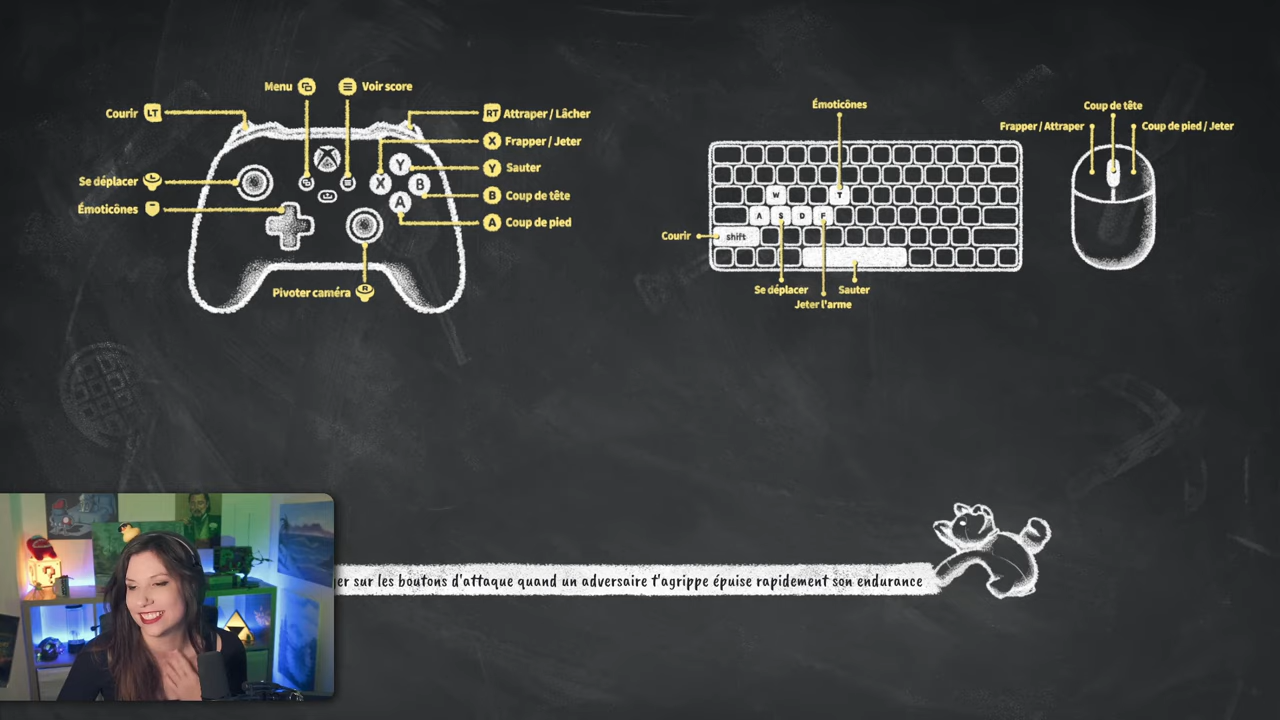 Menu
Voir score
Courir LT
RT Attraper / Lâcher
X Frapper / Jeter
Y Sauter
B Coup de tête
A Coup de pied
Se déplacer
Émoticônes
Pivoter caméra R
Y
X
B
A
Émoticônes
Coup de tête
Frapper / Attraper
Coup de pied / Jeter
W
T
A
S
D
F
Courir
shift
Se déplacer
Sauter
Jeter l'arme
sur les boutons d'attaque quand un adversaire t'agrippe épuise rapidement son endurance